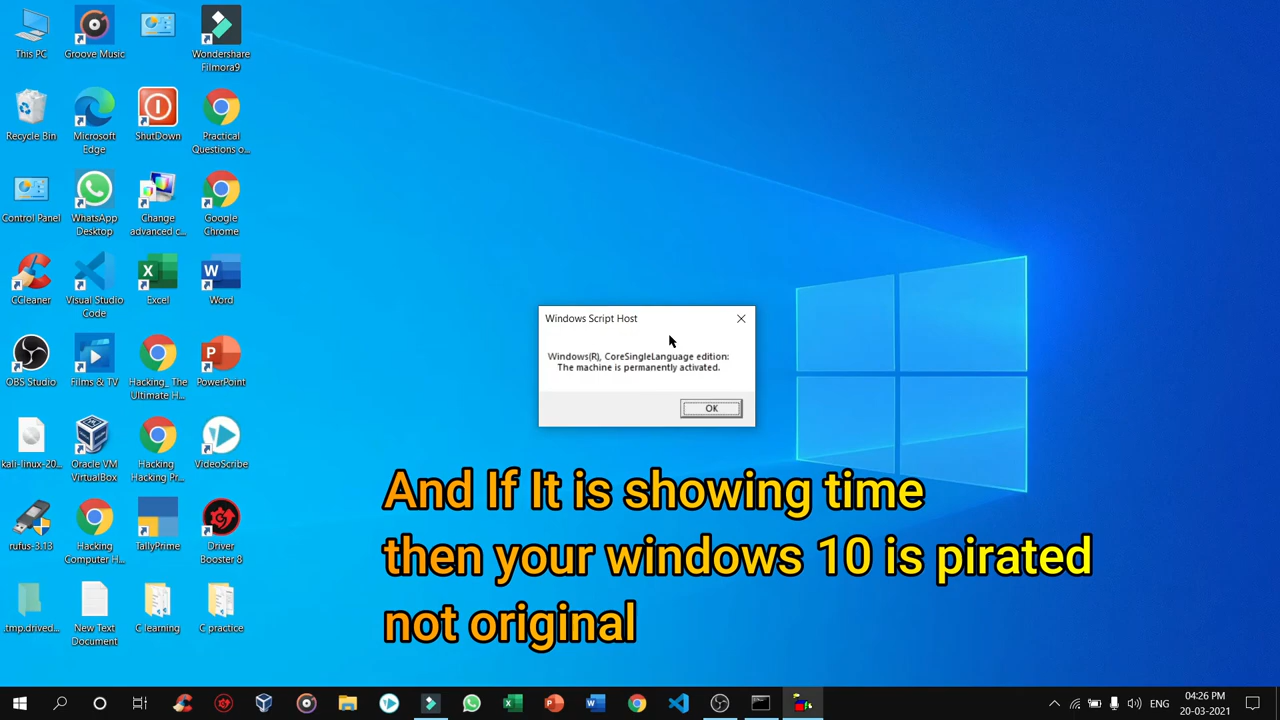 This PC
Groove Music
Wondershare
Filmora9
Recycle Bin
Microsoft
Edge
ShutDown
Practical
Questions o...
Control Panel
WhatsApp
Desktop
Change
advanced c...
Google
Chrome
CCleaner
Visual Studio
Code
Excel
Word
OBS Studio
Films & TV
Hacking_ The
Ultimate H...
PowerPoint
kali-linux-20...
Oracle VM
VirtualBox
Hacking
Hacking Pr...
VideoScribe
rufus-3.13
Hacking
Computer H...
TallyPrime
Driver
Booster 8
.tmp.drived...
New Text
Document
C learning
C practice
Windows Script Host
Windows(R), CoreSingleLanguage edition:
The machine is permanently activated.
OK
And If It is showing time
then your windows 10 is pirated
not original
ENG
04:26 PM
20-03-2021